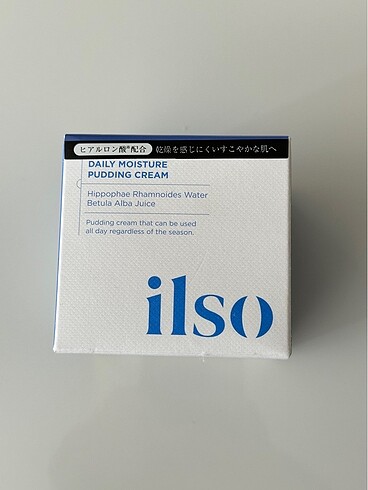 ヒアルロン酸*配合 乾燥を感じにくいすこやかな肌へ
DAILY MOISTURE
PUDDING CREAM
Hippophae Rhamnoides Water
Betula Alba Juice
Pudding cream that can be used
all day regardless of the season.
ilso